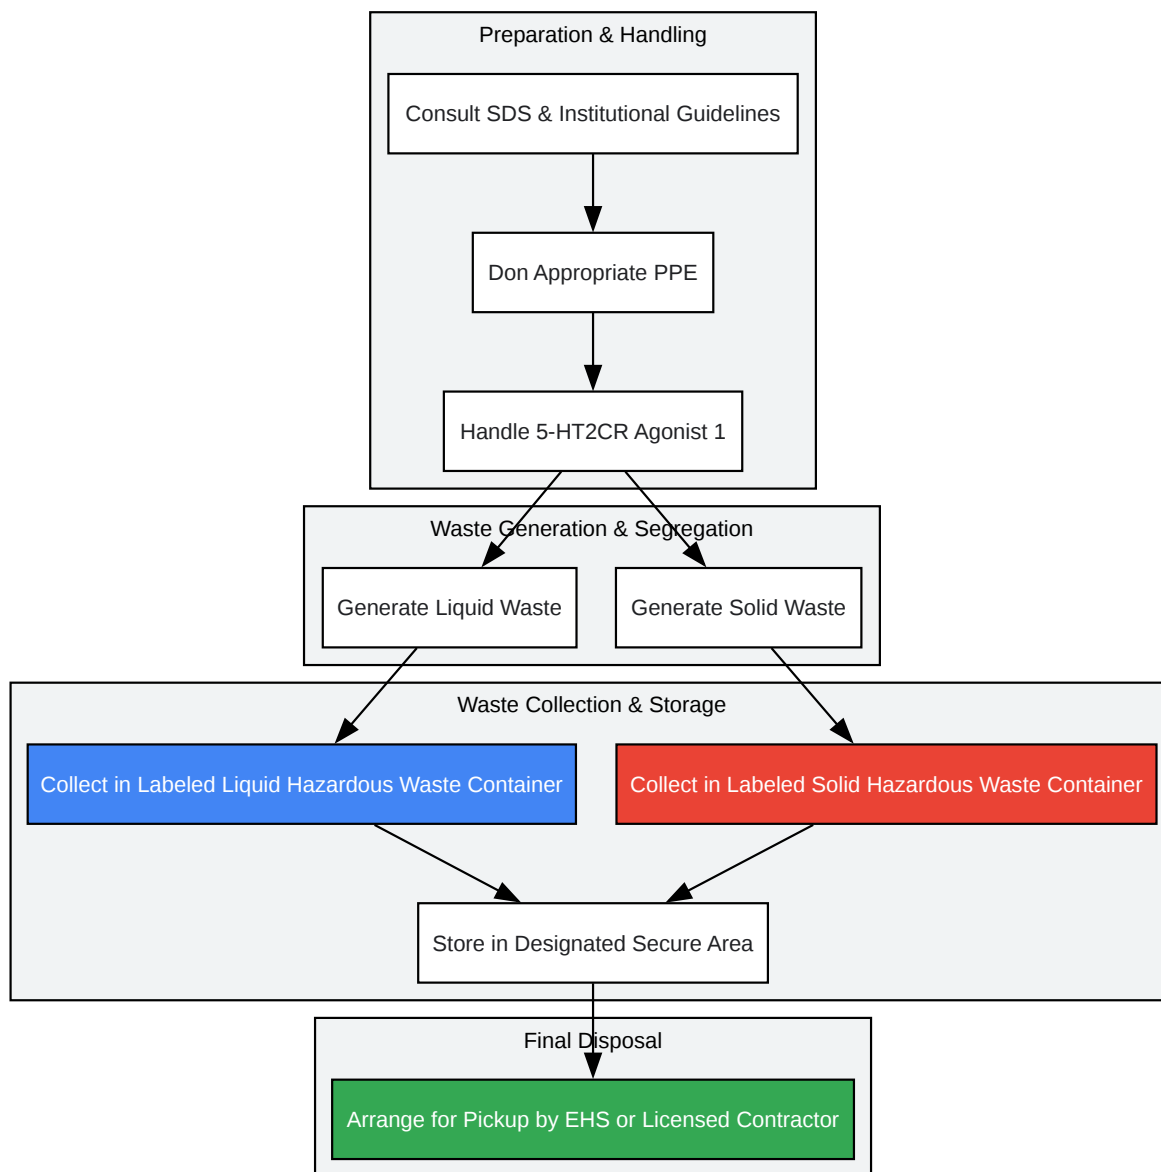 Preparation & Handling
Consult SDS & Institutional Guidelines
Don Appropriate PPE
Handle 5-HT2CR Agonist 1
Waste Generation & Segregation
Generate Liquid Waste
Generate Solid Waste
Waste Collection & Storage
Collect in Labeled Liquid Hazardous Waste Container
Collect in Labeled Solid Hazardous Waste Container
Store in Designated Secure Area
Final Disposal
Arrange for Pickup by EHS or Licensed Contractor